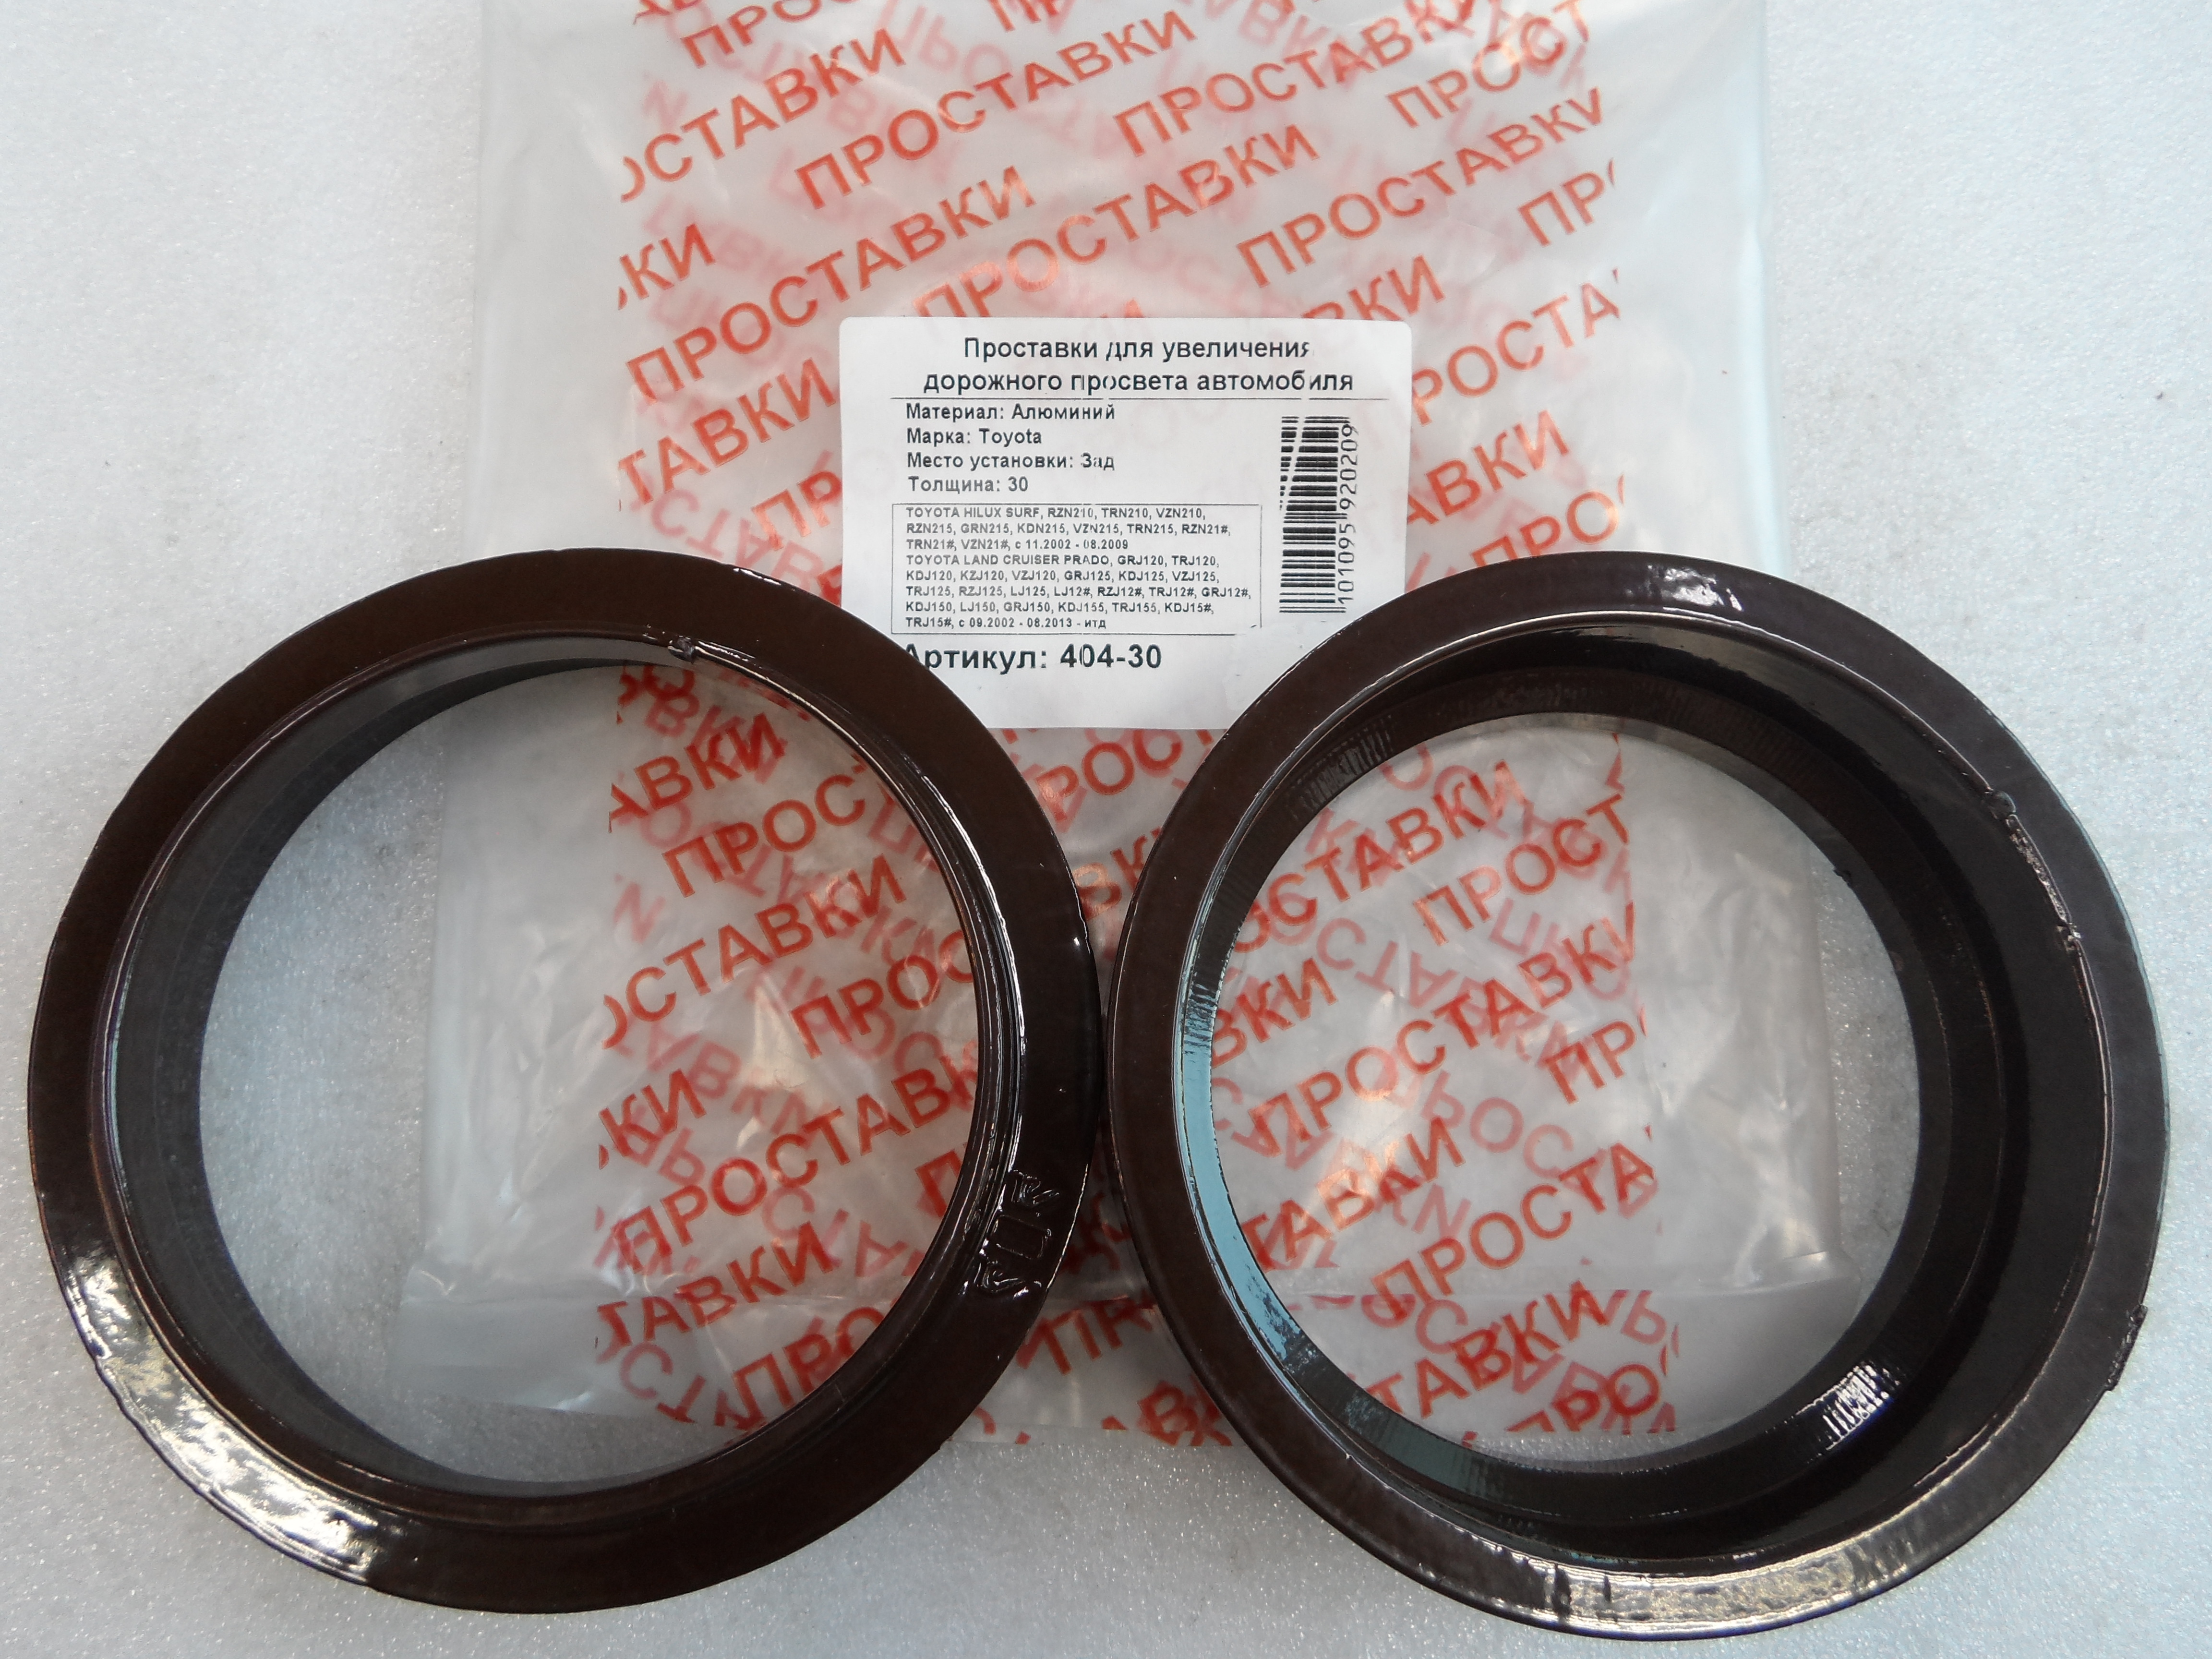 ПРОСТАВКИ
ПРОСТАВКИ
ПРОСТАВКИ
ПРОСТАВКИ
ПРОСТАВКИ
Проставки для увеличения
дорожного просвета автомобиля
Материал: Алюминий
Марка: Toyota
Место установки: Зад
Толщина: 30
TOYOTA HILUX SURF, RZN210, TRN210, VZN210,
RZN215, GRN215, KDN215, VZN215, TRN215, RZN21#,
TRN21#, VZN21#, с 11.2002 - 08.2009
TOYOTA LAND CRUISER PRADO, GRJ120, TRJ120,
KDJ120, KZJ120, VZJ120, GRJ125, KDJ125, VZJ125,
TRJ125, RZJ125, LJ125, LJ12#, RZJ12#, TRJ12#, GRJ12#,
KDJ150, LJ150, GRJ150, KDJ155, TRJ155, KDJ15#,
TRJ15#, с 09.2002 - 08.2013 - итд
Артикул: 404-30
101095920209
ПРОСТАВКИ
ПРОСТАВКИ